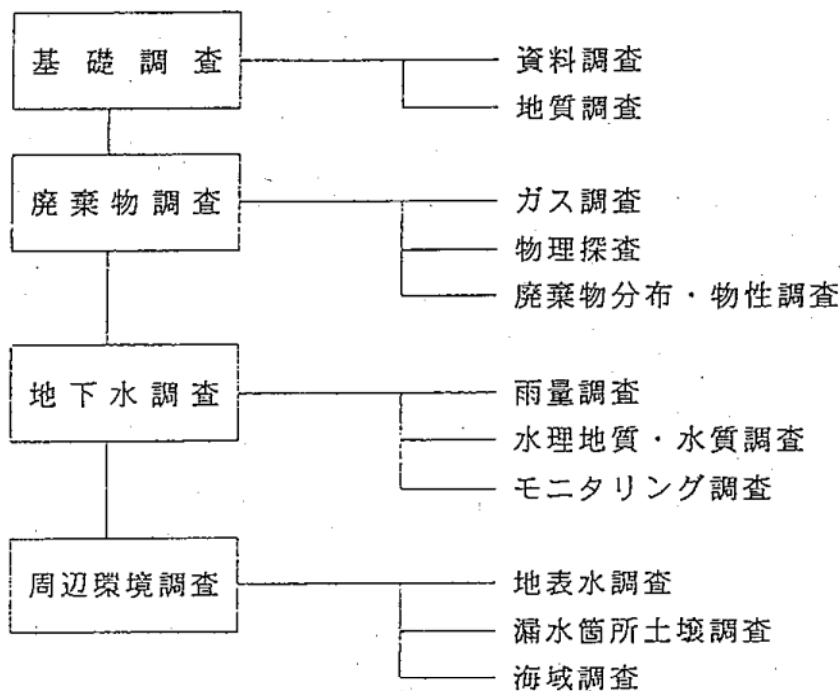 基礎調査
資料調査
地質調査
廃棄物調査
ガス調査
物理探査
廃棄物分布・物性調査
地下水調査
雨量調査
水理地質・水質調査
モニタリング調査
周辺環境調査
地表水調査
漏水箇所土壌調査
海域調査